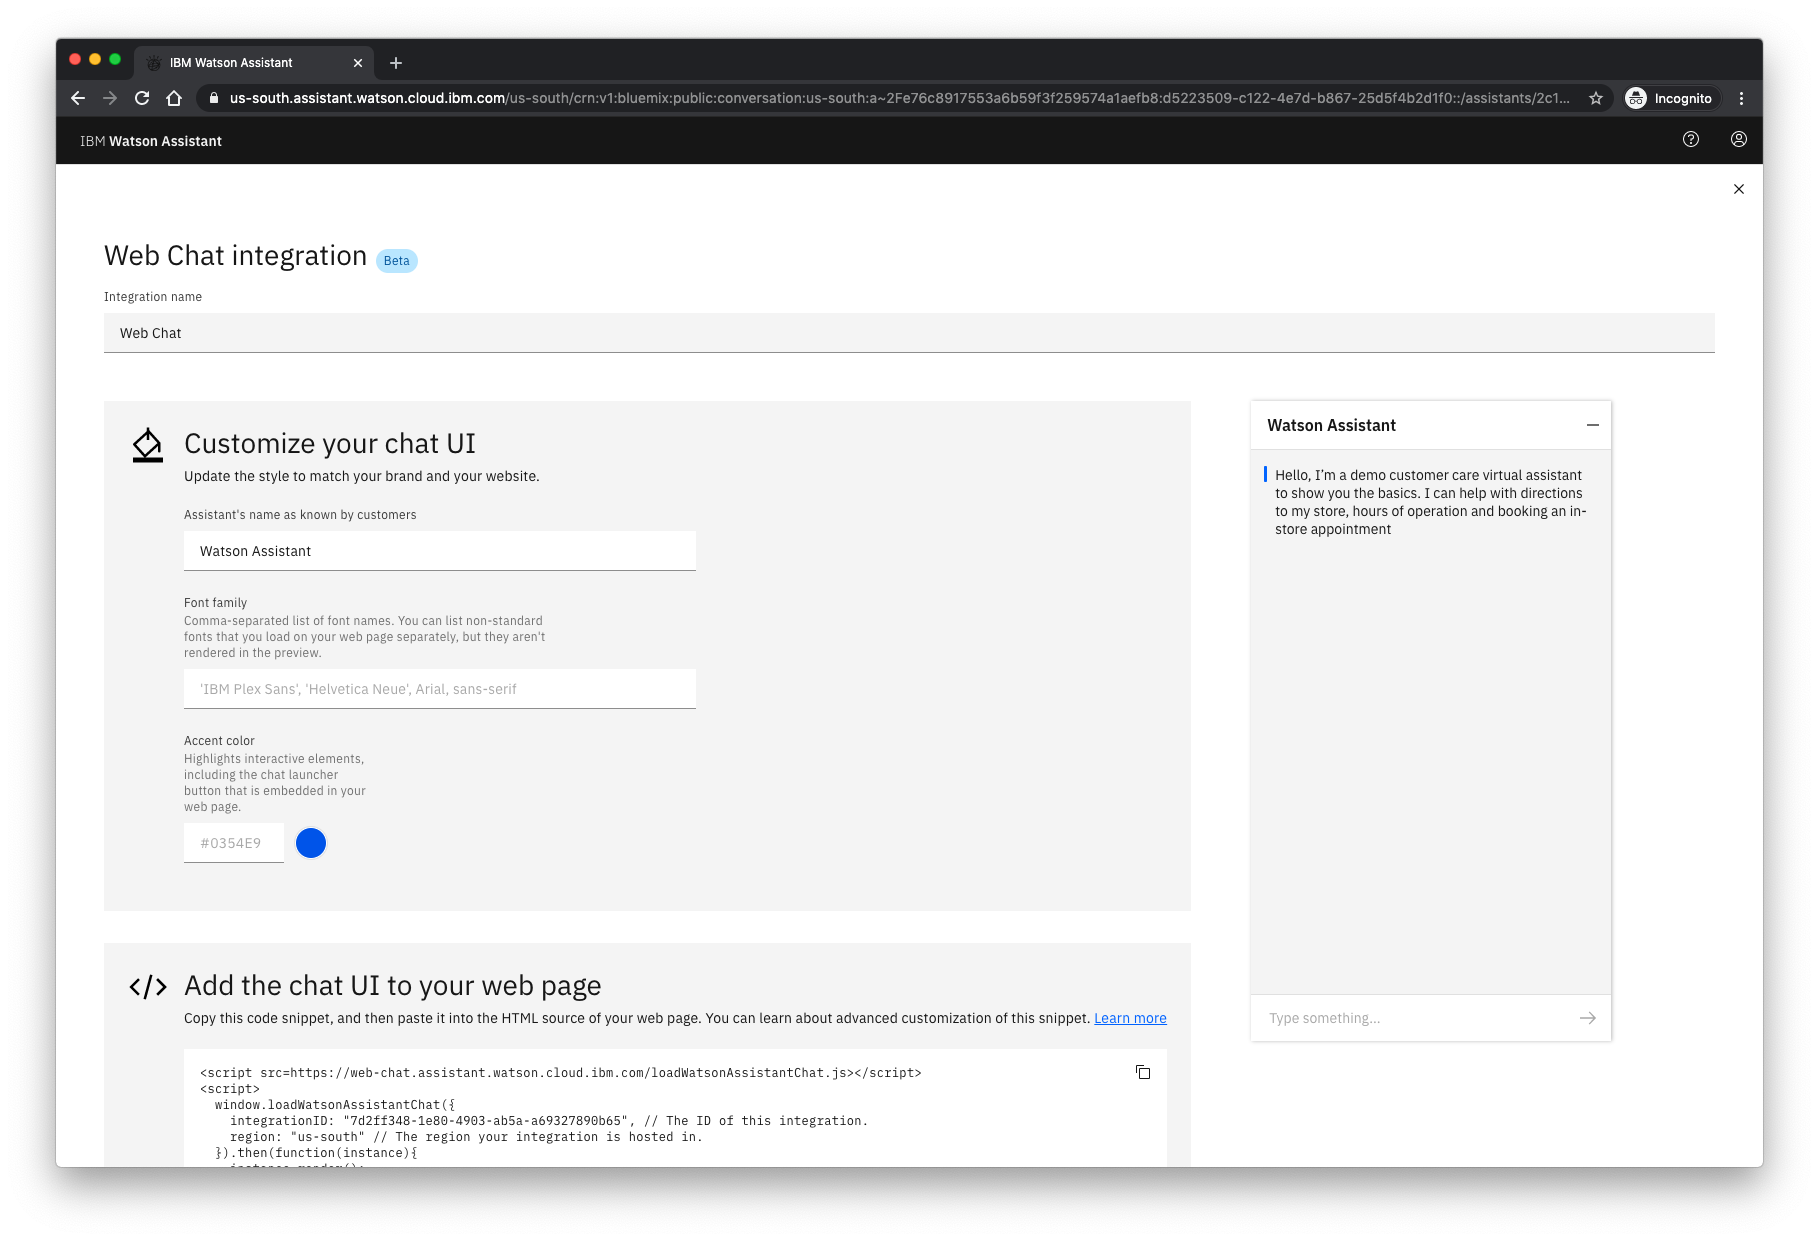 IBM Watson Assistant
us-south.assistant.watson.cloud.ibm.com/us-south/crn:v1:bluemix:public:conversation:us-south:a~2Fe76c8917553a6b59f3f259574a1aefb8:d5223509-c122-4e7d-b867-25d5f4b2d1f0::/assistants/2c1...
Incognito
IBM Watson Assistant
Web Chat integration Beta
Integration name
Web Chat
Customize your chat UI
Update the style to match your brand and your website.
Assistant's name as known by customers
Watson Assistant
Font family
Comma-separated list of font names. You can list non-standard
fonts that you load on your web page separately, but they aren't
rendered in the preview.
'IBM Plex Sans', 'Helvetica Neue', Arial, sans-serif
Accent color
Highlights interactive elements,
including the chat launcher
button that is embedded in your
web page.
#0354E9
Add the chat UI to your web page
Copy this code snippet, and then paste it into the HTML source of your web page. You can learn about advanced customization of this snippet. Learn more
<script src=https://web-chat.assistant.watson.cloud.ibm.com/loadWatsonAssistantChat.js></script>
<script>
window.loadWatsonAssistantChat({
integrationID: "7d2ff348-1e80-4903-ab5a-a69327890b65", // The ID of this integration.
region: "us-south" // The region your integration is hosted in.
}).then(function(instance){
instance.render();
Watson Assistant
Hello, I’m a demo customer care virtual assistant
to show you the basics. I can help with directions
to my store, hours of operation and booking an in-
store appointment
Type something...